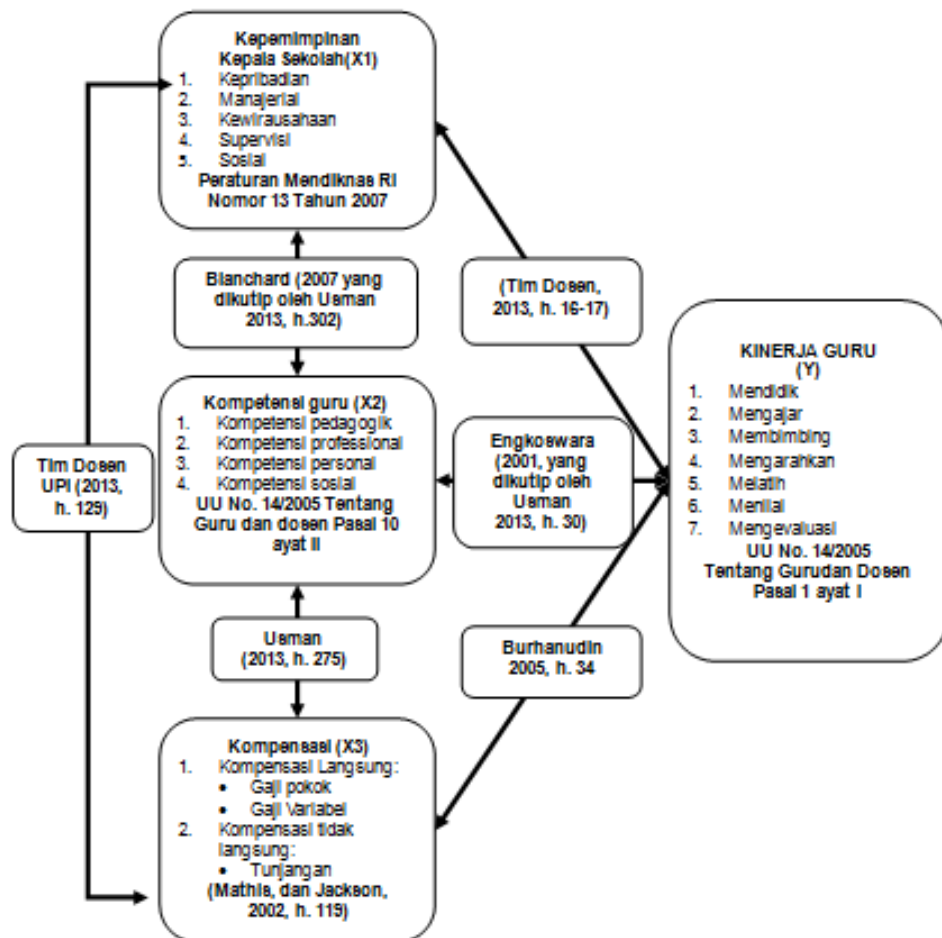 Kepemimpinan
Kepala Sekolah(X1)
1. Kepribadian
2. Manajerial
3. Kewirausahaan
4. Supervisi
5. Sosial
Peraturan Mendiknas RI
Nomor 13 Tahun 2007
Blanchard (2007 yang
dikutip oleh Usman
2013, h.302)
(Tim Dosen,
2013, h. 16-17)
Kompetensi guru (X2)
1. Kompetensi pedagogik
2. Kompetensi professional
3. Kompetensi personal
4. Kompetensi sosial
UU No. 14/2005 Tentang
Guru dan dosen Pasal 10
ayat II
Engkoswara
(2001, yang
dikutip oleh
Usman
2013, h. 30)
KINERJA GURU
(Y)
1. Mendidik
2. Mengajar
3. Membimbing
4. Mengarahkan
5. Melatih
6. Menilai
7. Mengevaluasi
UU No. 14/2005
Tentang Gurudan Dosen
Pasal 1 ayat I
Tim Dosen
UPI (2013,
h. 129)
Usman
(2013, h. 275)
Burhanudin
2005, h. 34
Kompensasi (X3)
1. Kompensasi Langsung:
• Gaji pokok
• Gaji Variabel
2. Kompensasi tidak
langsung:
• Tunjangan
(Mathis, dan Jackson,
2002, h. 119)